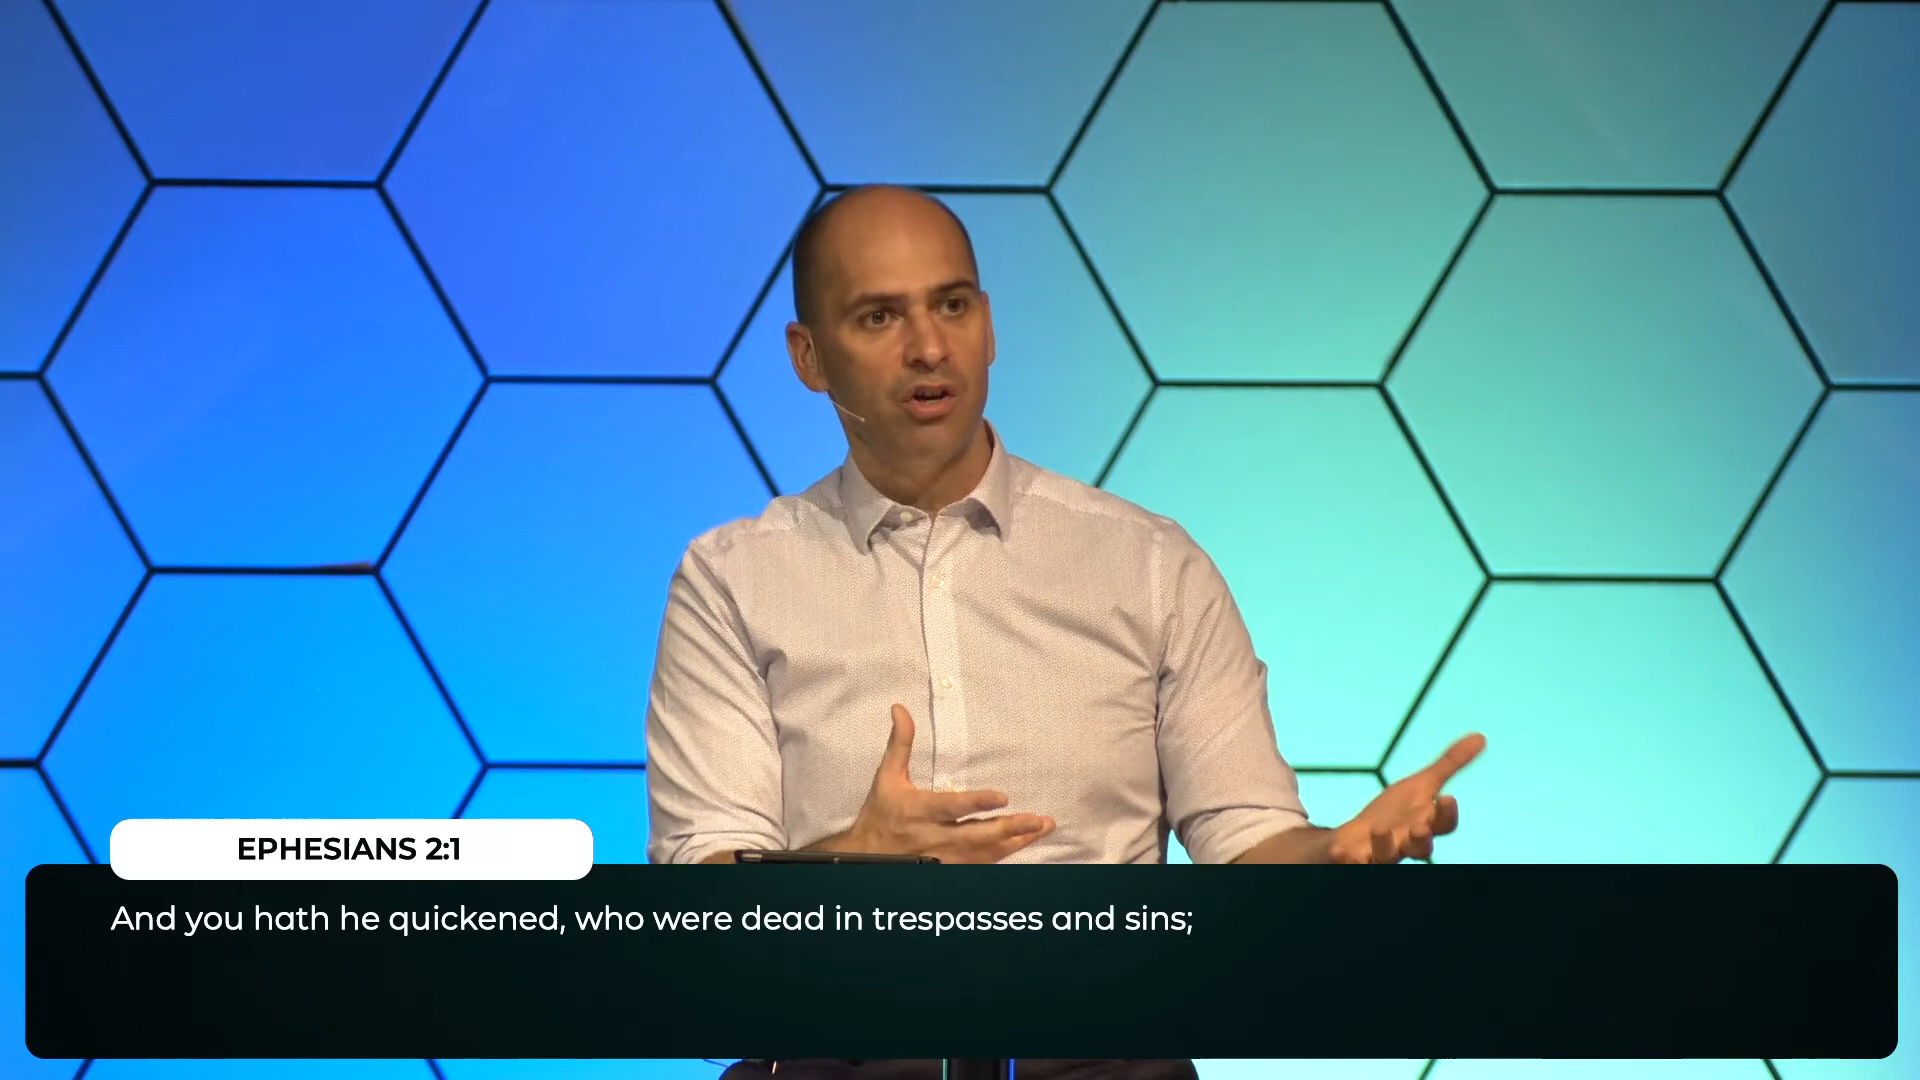 EPHESIANS 2:1
And you hath he quickened, who were dead in trespasses and sins;